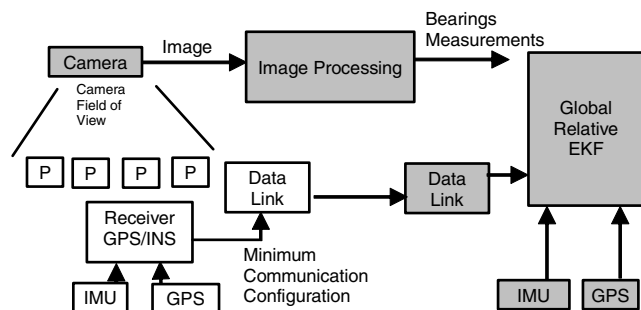 Bearings
Measurements
Image
Camera
Image Processing
Camera
Field of
View
Global
Relative
EKF
P P P P
Data
Link
Data
Link
Receiver
GPS/INS
Minimum
Communication
Configuration
IMU
GPS
IMU
GPS